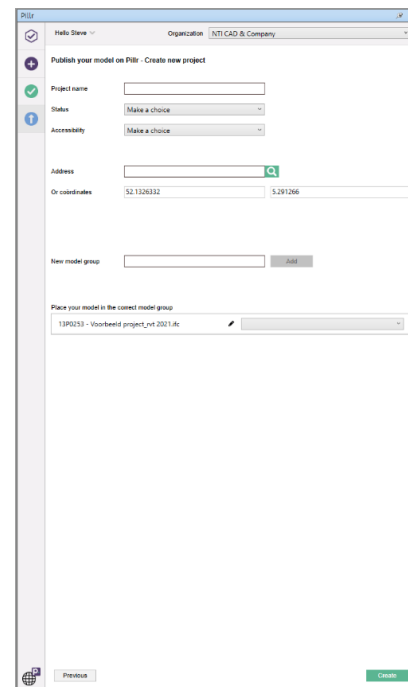 Pillr
Hello Steve Organization NTI CAD & Company
Publish your model on Pillr - Create new project
Project name
Status Make a choice
Accessibility Make a choice
Address
Or coördinates 52.1326332 5.291266
New model group Add
Place your model in the correct model group
13P0253 - Voorbeeld project_rvt 2021.ifc
P
Previous Create